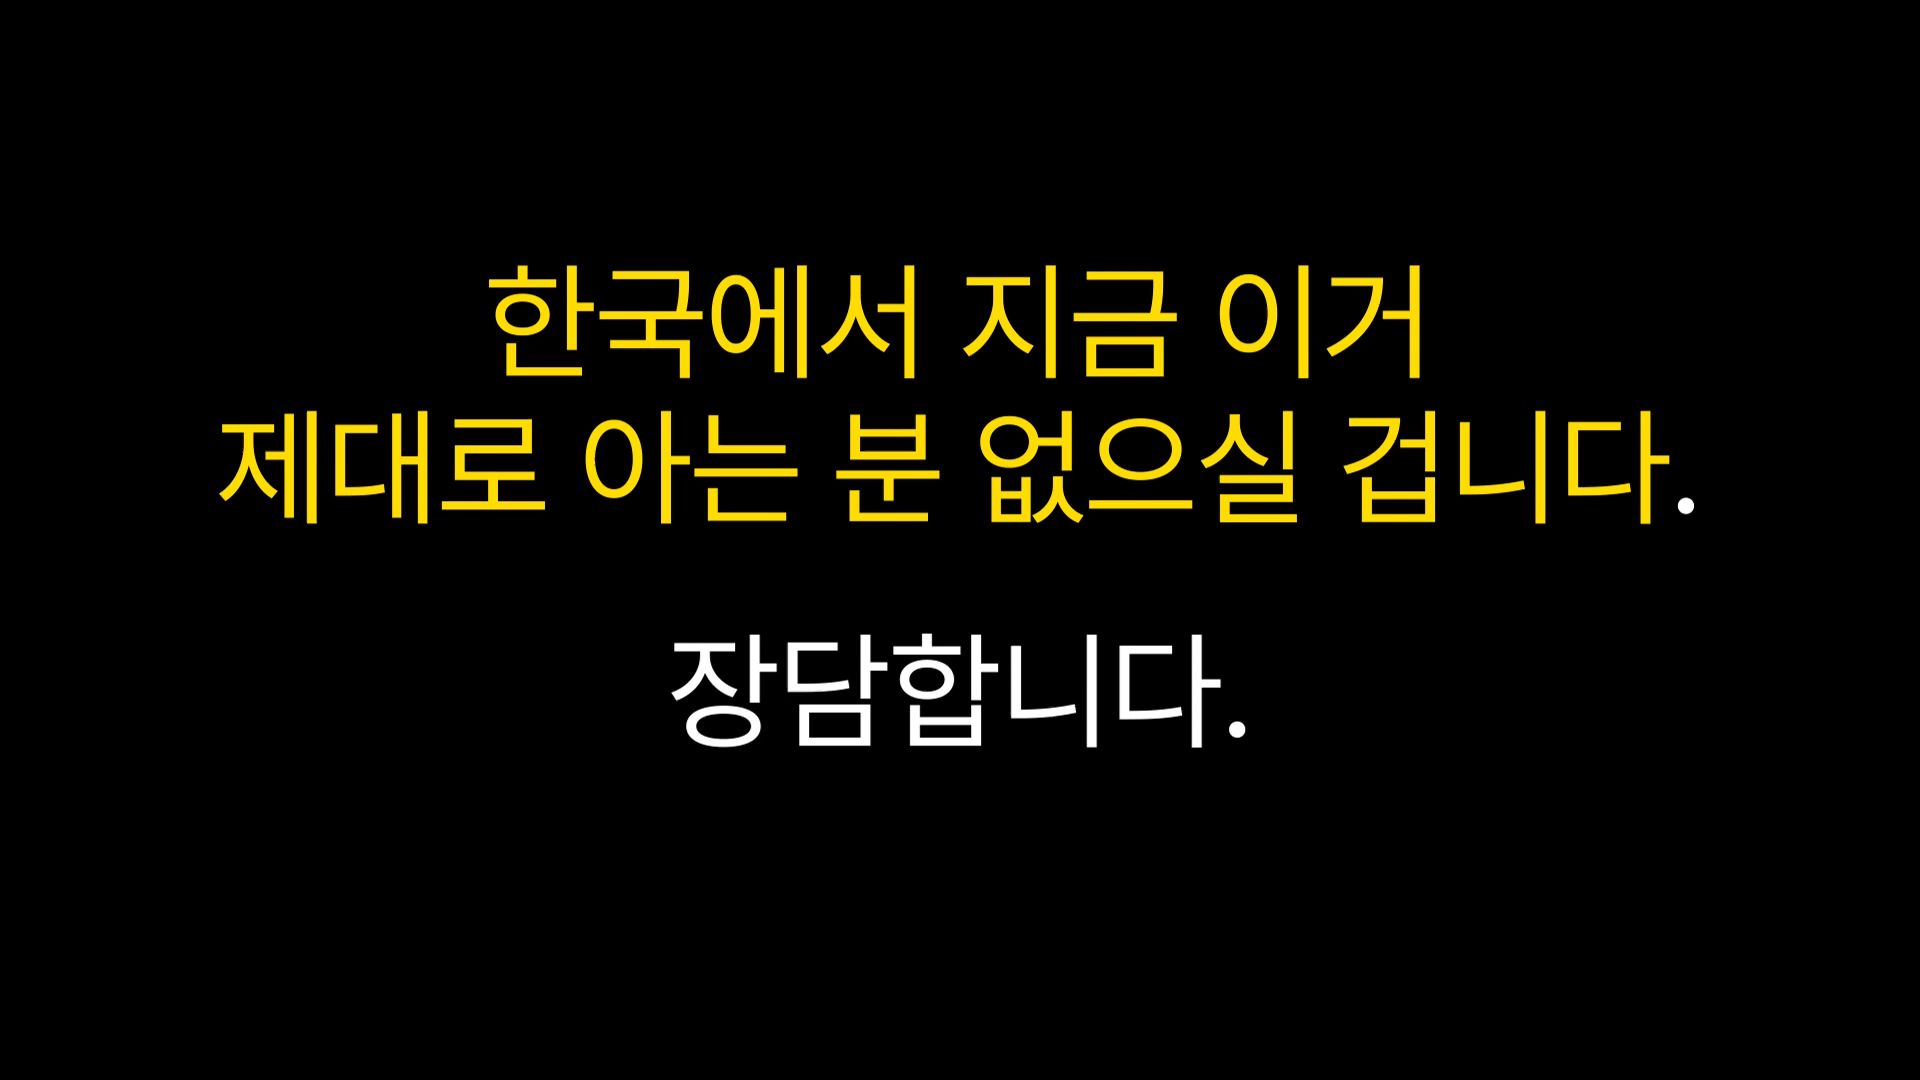 한국에서 지금 이거
제대로 아는 분 없으실 겁니다.
장담합니다.